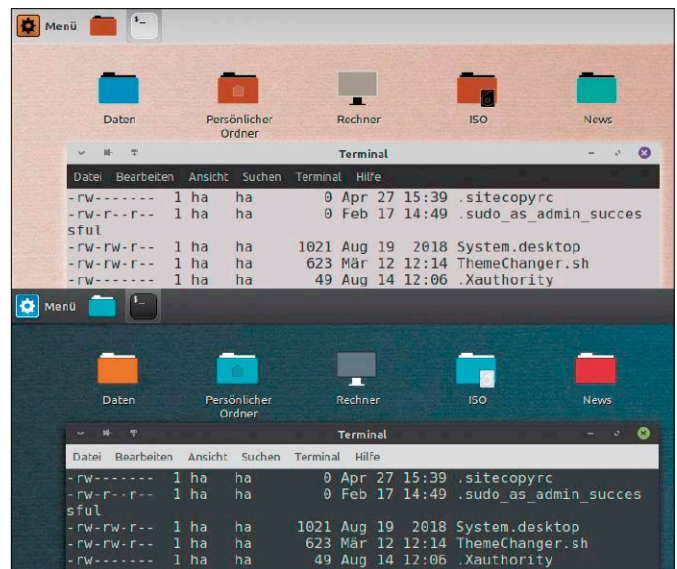 Menü $_
Daten Persönlicher Ordner Rechner ISO News
Terminal
Datei Bearbeiten Ansicht Suchen Terminal Hilfe
-rw------- 1 ha ha 0 Apr 27 15:39 .sitecopyrc
-rw-r--r-- 1 ha ha 0 Feb 17 14:49 .sudo_as_admin_succes
sful
-rw-rw-r-- 1 ha ha 1021 Aug 19 2018 System.desktop
-rw-rw-r-- 1 ha ha 623 Mär 12 12:14 ThemeChanger.sh
-rw------- 1 ha ha 49 Aug 14 12:06 .Xauthority
Menü $_
Daten Persönlicher Ordner Rechner ISO News
Terminal
Datei Bearbeiten Ansicht Suchen Terminal Hilfe
-rw------- 1 ha ha 0 Apr 27 15:39 .sitecopyrc
-rw-r--r-- 1 ha ha 0 Feb 17 14:49 .sudo_as_admin_succes
sful
-rw-rw-r-- 1 ha ha 1021 Aug 19 2018 System.desktop
-rw-rw-r-- 1 ha ha 623 Mär 12 12:14 ThemeChanger.sh
-rw------- 1 ha ha 49 Aug 14 12:06 .Xauthority